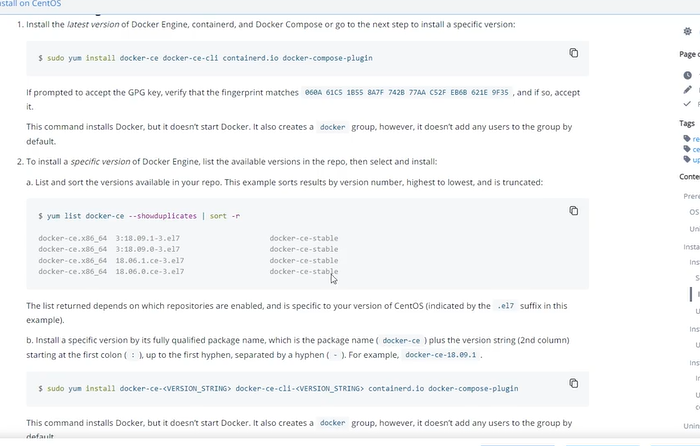 stall on CentOS
1. Install the latest version of Docker Engine, containerd, and Docker Compose or go to the next step to install a specific version:
$ sudo yum install docker-ce docker-ce-cli containerd.io docker-compose-plugin
If prompted to accept the GPG key, verify that the fingerprint matches 060A 61C5 1B55 8A7F 742B 77AA C52F EB6B 621E 9F35 , and if so, accept
it.
This command installs Docker, but it doesn't start Docker. It also creates a docker group, however, it doesn't add any users to the group by
default.
2. To install a specific version of Docker Engine, list the available versions in the repo, then select and install:
a. List and sort the versions available in your repo. This example sorts results by version number, highest to lowest, and is truncated:
$ yum list docker-ce --showduplicates | sort -r
docker-ce.x86_64 3:18.09.1-3.el7 docker-ce-stable
docker-ce.x86_64 3:18.09.0-3.el7 docker-ce-stable
docker-ce.x86_64 18.06.1.ce-3.el7 docker-ce-stable
docker-ce.x86_64 18.06.0.ce-3.el7 docker-ce-stable
The list returned depends on which repositories are enabled, and is specific to your version of CentOS (indicated by the .el7 suffix in this
example).
b. Install a specific version by its fully qualified package name, which is the package name ( docker-ce ) plus the version string (2nd column)
starting at the first colon ( : ), up to the first hyphen, separated by a hyphen ( - ). For example, docker-ce-18.09.1 .
$ sudo yum install docker-ce-<VERSION_STRING> docker-ce-cli-<VERSION_STRING> containerd.io docker-compose-plugin
This command installs Docker, but it doesn't start Docker. It also creates a docker group, however, it doesn't add any users to the group by
default.
Page
Tags
re
ce
up
Conte
Prere
OS
Uni
Insta
Ins
S
U
Ins
U
Ins
In
U
Unin